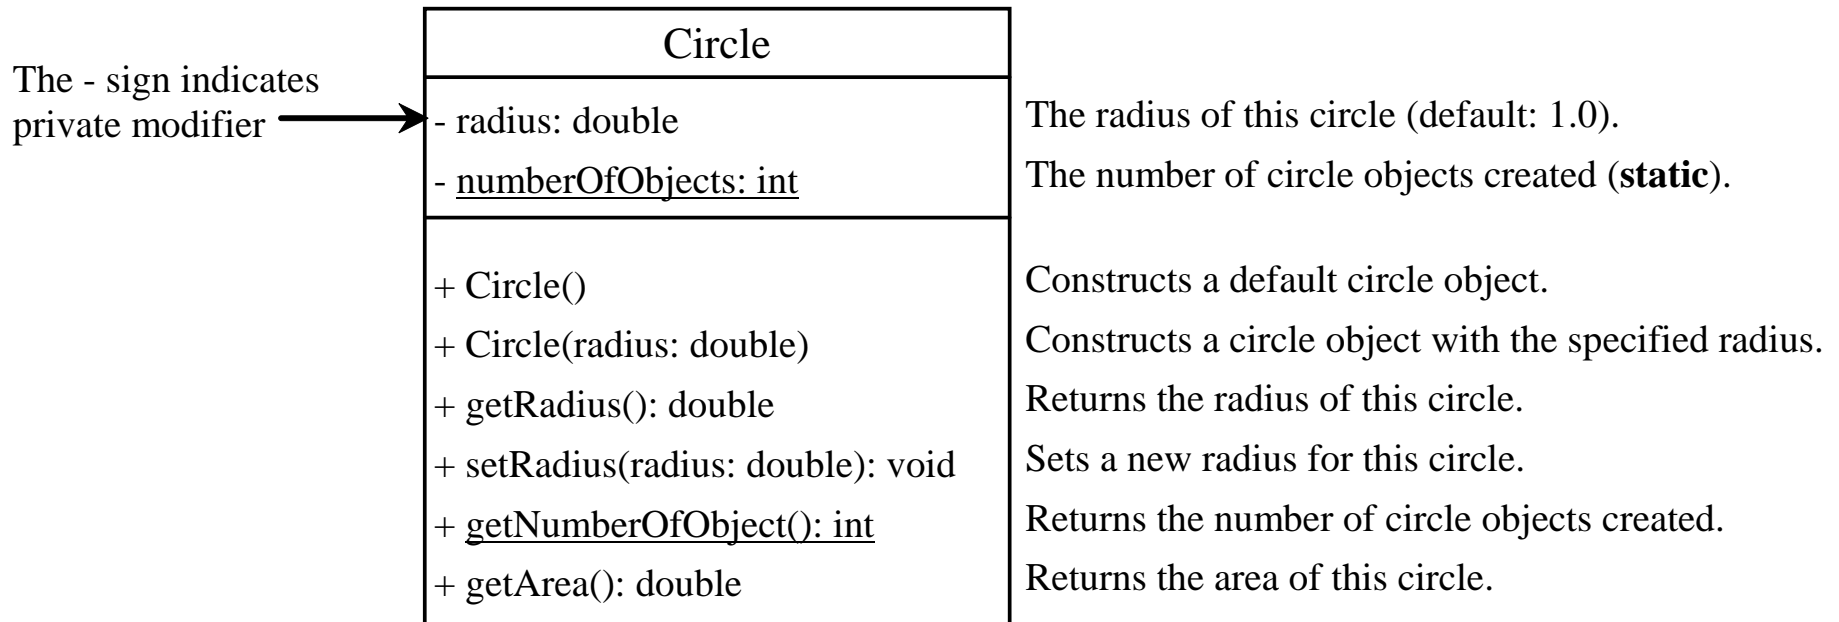 Circle
The - sign indicates
private modifier
- radius: double
The radius of this circle (default: 1.0).
- numberOfObjects: int
The number of circle objects created (static).
+ Circle()
Constructs a default circle object.
+ Circle(radius: double)
Constructs a circle object with the specified radius.
+ getRadius(): double
Returns the radius of this circle.
+ setRadius(radius: double): void
Sets a new radius for this circle.
+ getNumberOfObject(): int
Returns the number of circle objects created.
+ getArea(): double
Returns the area of this circle.